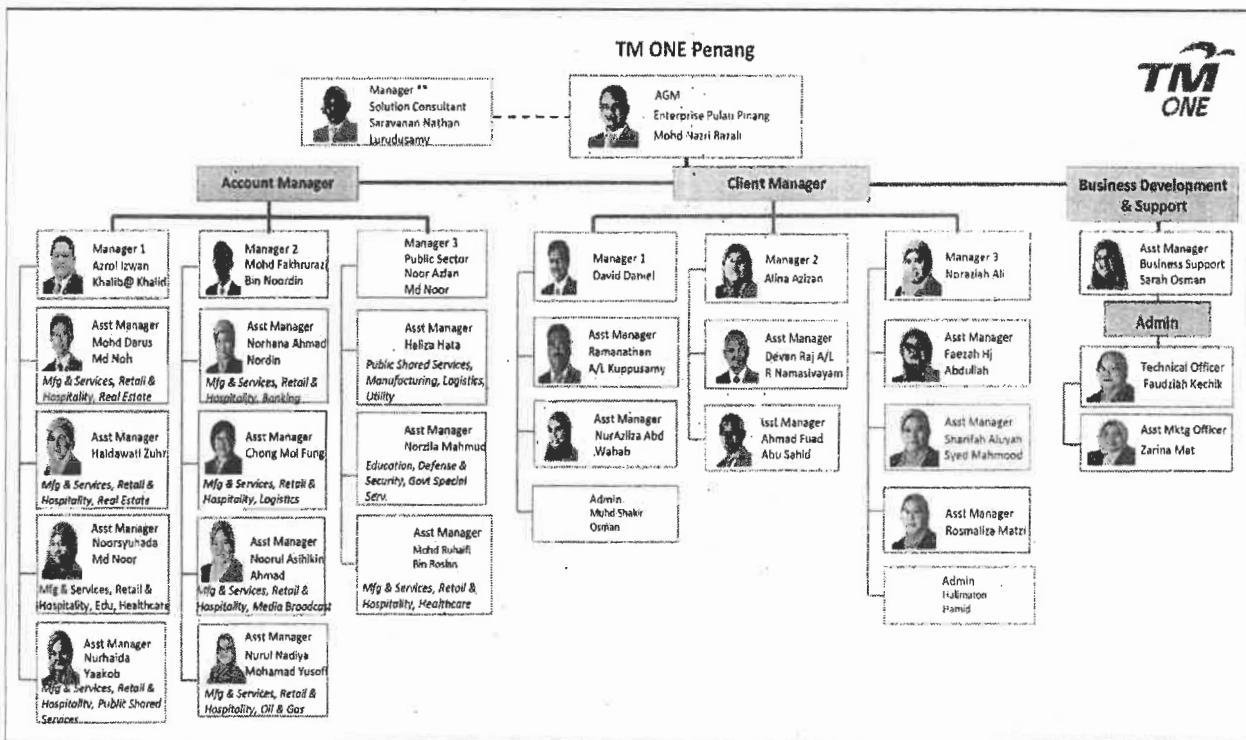 TM ONE Penang
TM
ONE
Manager **
Solution Consultant
Saravanan Nathan
Lurudusamy
AGM
Enterprise Pulau Pinang
Mohd Nazri Razali
Account Manager
Client Manager
Business Development
& Support
Manager 1
Azrol Izwan
Khalib@ Khalid
Asst Manager
Mohd Darus
Md Noh
Mfg & Services, Retail &
Hospitality, Real Estate
Asst Manager
Haldawati Zuhr
Mfg & Services, Retail &
Hospitality, Real Estate
Asst Manager
Noorsyuhada
Md Noor
Mfg & Services, Retail &
Hospitality, Edu, Healthcare
Asst Manager
Nurhaida
Yaakob
Mfg & Services, Retail &
Hospitality, Public Shared
Services
Manager 2
Mohd Fakhrurazi
Bin Noordin
Asst Manager
Norhana Ahmad
Nordin
Mfg & Services, Retail &
Hospitality, Banking
Asst Manager
Chong Moi Fung
Mfg & Services, Retail &
Hospitality, Logistics
Asst Manager
Noorul Asihikin
Ahmad
Mfg & Services, Retail &
Hospitality, Media Broadcast
Asst Manager
Nurul Nadiya
Mohamad Yusoff
Mfg & Services, Retail &
Hospitality, Oil & Gas
Manager 3
Public Sector
Noor Azlan
Md Noor
Asst Manager
Haliza Hata
Public Shared Services,
Manufacturing, Logistics,
Utility
Asst Manager
Norzila Mahmud
Education, Defense &
Security, Govt Special
Serv.
Asst Manager
Mohd Ruhaifi
Bin Roslan
Mfg & Services, Retail &
Hospitality, Healthcare
Manager 1
David Daniel
Asst Manager
Ramanathan
A/L Kuppusamy
Asst Manager
NurAzliza Abd
Wahab
Admin
Muhd Shakir
Osman
Manager 2
Alina Azizan
Asst Manager
Devan Raj A/L
R Namasivayam
Asst Manager
Ahmad Fuad
Abu Sahid
Manager 3
Noraziah Ali
Asst Manager
Faezah Hj
Abdullah
Asst Manager
Sharifah Aluyah
Syed Mahmood
Asst Manager
Rosmaliza Matzi
Admin
Halimaton
Hamid
Asst Manager
Business Support
Sarah Osman
Admin
Technical Officer
Faudziah Kechik
Asst Mktg Officer
Zarina Mat